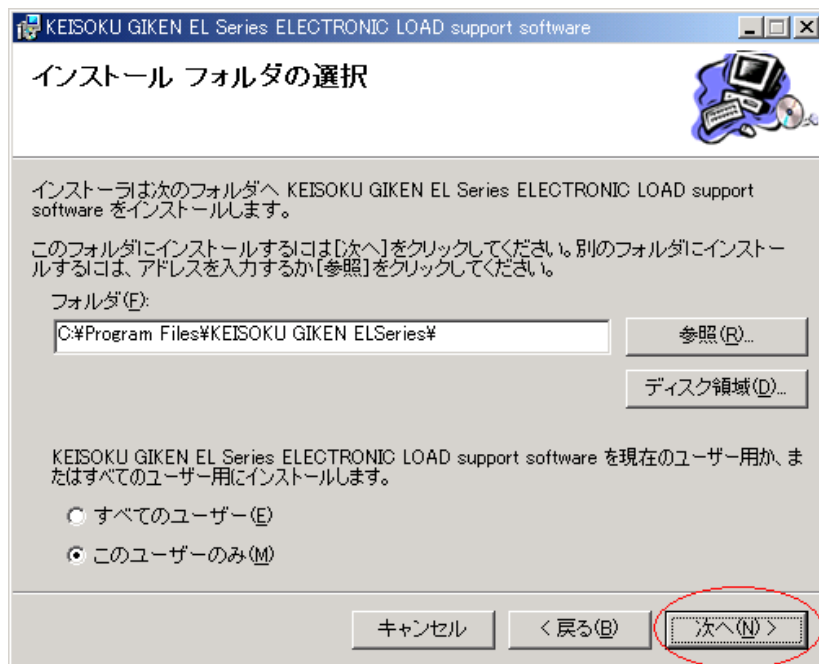 KEISOKU GIKEN EL Series ELECTRONIC LOAD support software
インストール フォルダの選択
インストーラは次のフォルダへ KEISOKU GIKEN EL Series ELECTRONIC LOAD support
software をインストールします。
このフォルダにインストールするには[次へ]をクリックしてください。別のフォルダにインストー
ルするには、アドレスを入力するか[参照]をクリックしてください。
フォルダ(F):
C:¥Program Files¥KEISOKU GIKEN ELSeries¥
参照(R)...
ディスク領域(D)...
KEISOKU GIKEN EL Series ELECTRONIC LOAD support software を現在のユーザー用か、ま
たはすべてのユーザー用にインストールします。
すべてのユーザー(E)
このユーザーのみ(M)
キャンセル
< 戻る(B)
次へ(N) >